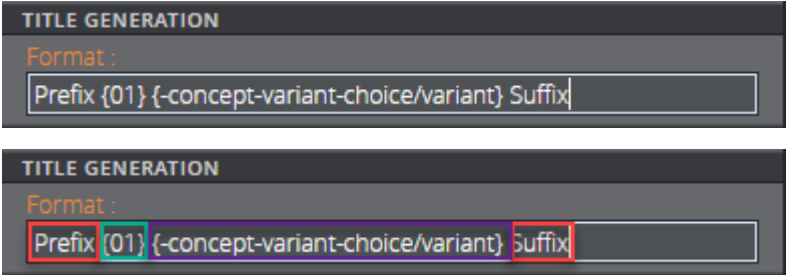 TITLE GENERATION
Format :
Prefix {01} {-concept-variant-choice/variant} Suffix
TITLE GENERATION
Format :
Prefix {01} {-concept-variant-choice/variant} Suffix